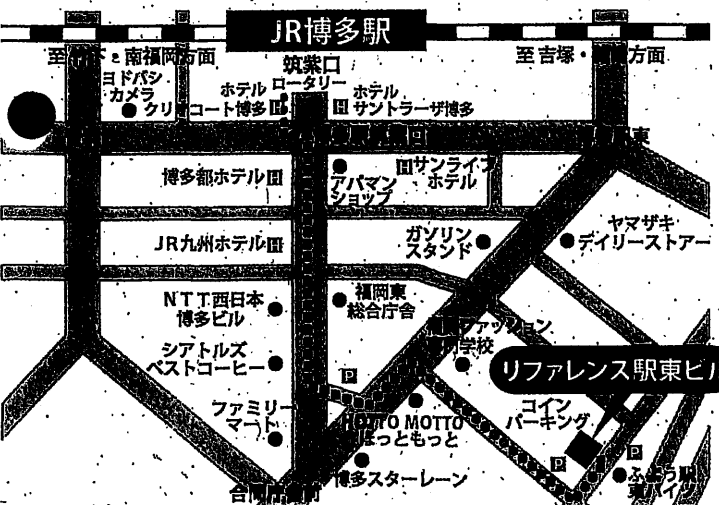 JR博多駅
南福岡方面
至吉塚・
方面
筑紫口
ロータリー
ヨドバシ
カメラ
ホテル
クリオコート博多 H
H ホテル
サントラーザ博多
博多都ホテル H
アパマン
ショップ
H サンライフ
ホテル
JR九州ホテル H
ガソリン
スタンド
ヤマザキ
デイリーストアー
NTT西日本
博多ビル
福岡東
総合庁舎
ファッション
学校
シアトルズ
ベストコーヒー
P
リファレンス駅東ビル
ファミリー
マート
HOTTO MOTTO
ほっともっと
コイン
パーキング
博多スターレーン
P
P